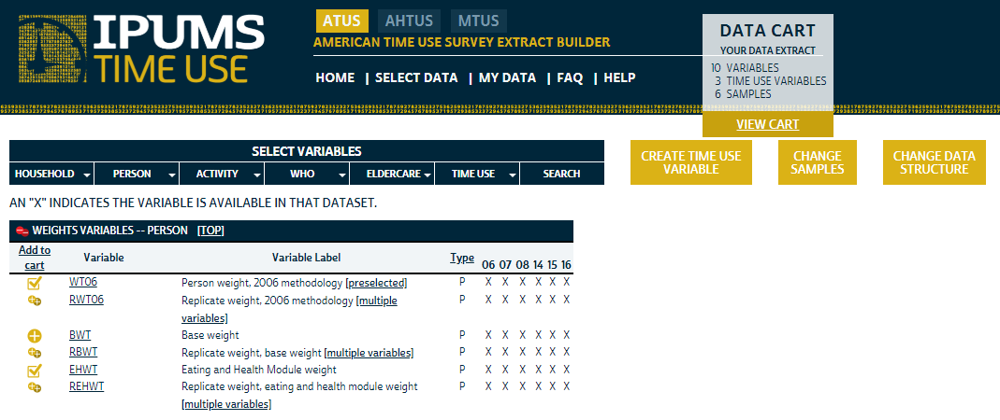 IPUMS
TIME USE
ATUS AHTUS MTUS
AMERICAN TIME USE SURVEY EXTRACT BUILDER
HOME | SELECT DATA | MY DATA | FAQ | HELP
DATA CART
YOUR DATA EXTRACT
10 VARIABLES
3 TIME USE VARIABLES
6 SAMPLES
VIEW CART
SELECT VARIABLES
HOUSEHOLD PERSON ACTIVITY WHO ELDERCARE TIME USE SEARCH
CREATE TIME USE
VARIABLE
CHANGE
SAMPLES
CHANGE DATA
STRUCTURE
AN "X" INDICATES THE VARIABLE IS AVAILABLE IN THAT DATASET.
WEIGHTS VARIABLES -- PERSON [TOP]
Add to
cart
Variable Variable Label Type 06 07 08 14 15 16
WT06 Person weight, 2006 methodology [preselected] P X X X X X X
RWT06 Replicate weight, 2006 methodology [multiple P X X X X X X
variables]
BWT Base weight P X X X X X X
RBWT Replicate weight, base weight [multiple variables] P X X X X X X
EHWT Eating and Health Module weight P X X X X X X
REHWT Replicate weight, eating and health module weight P X X X X X X
[multiple variables]